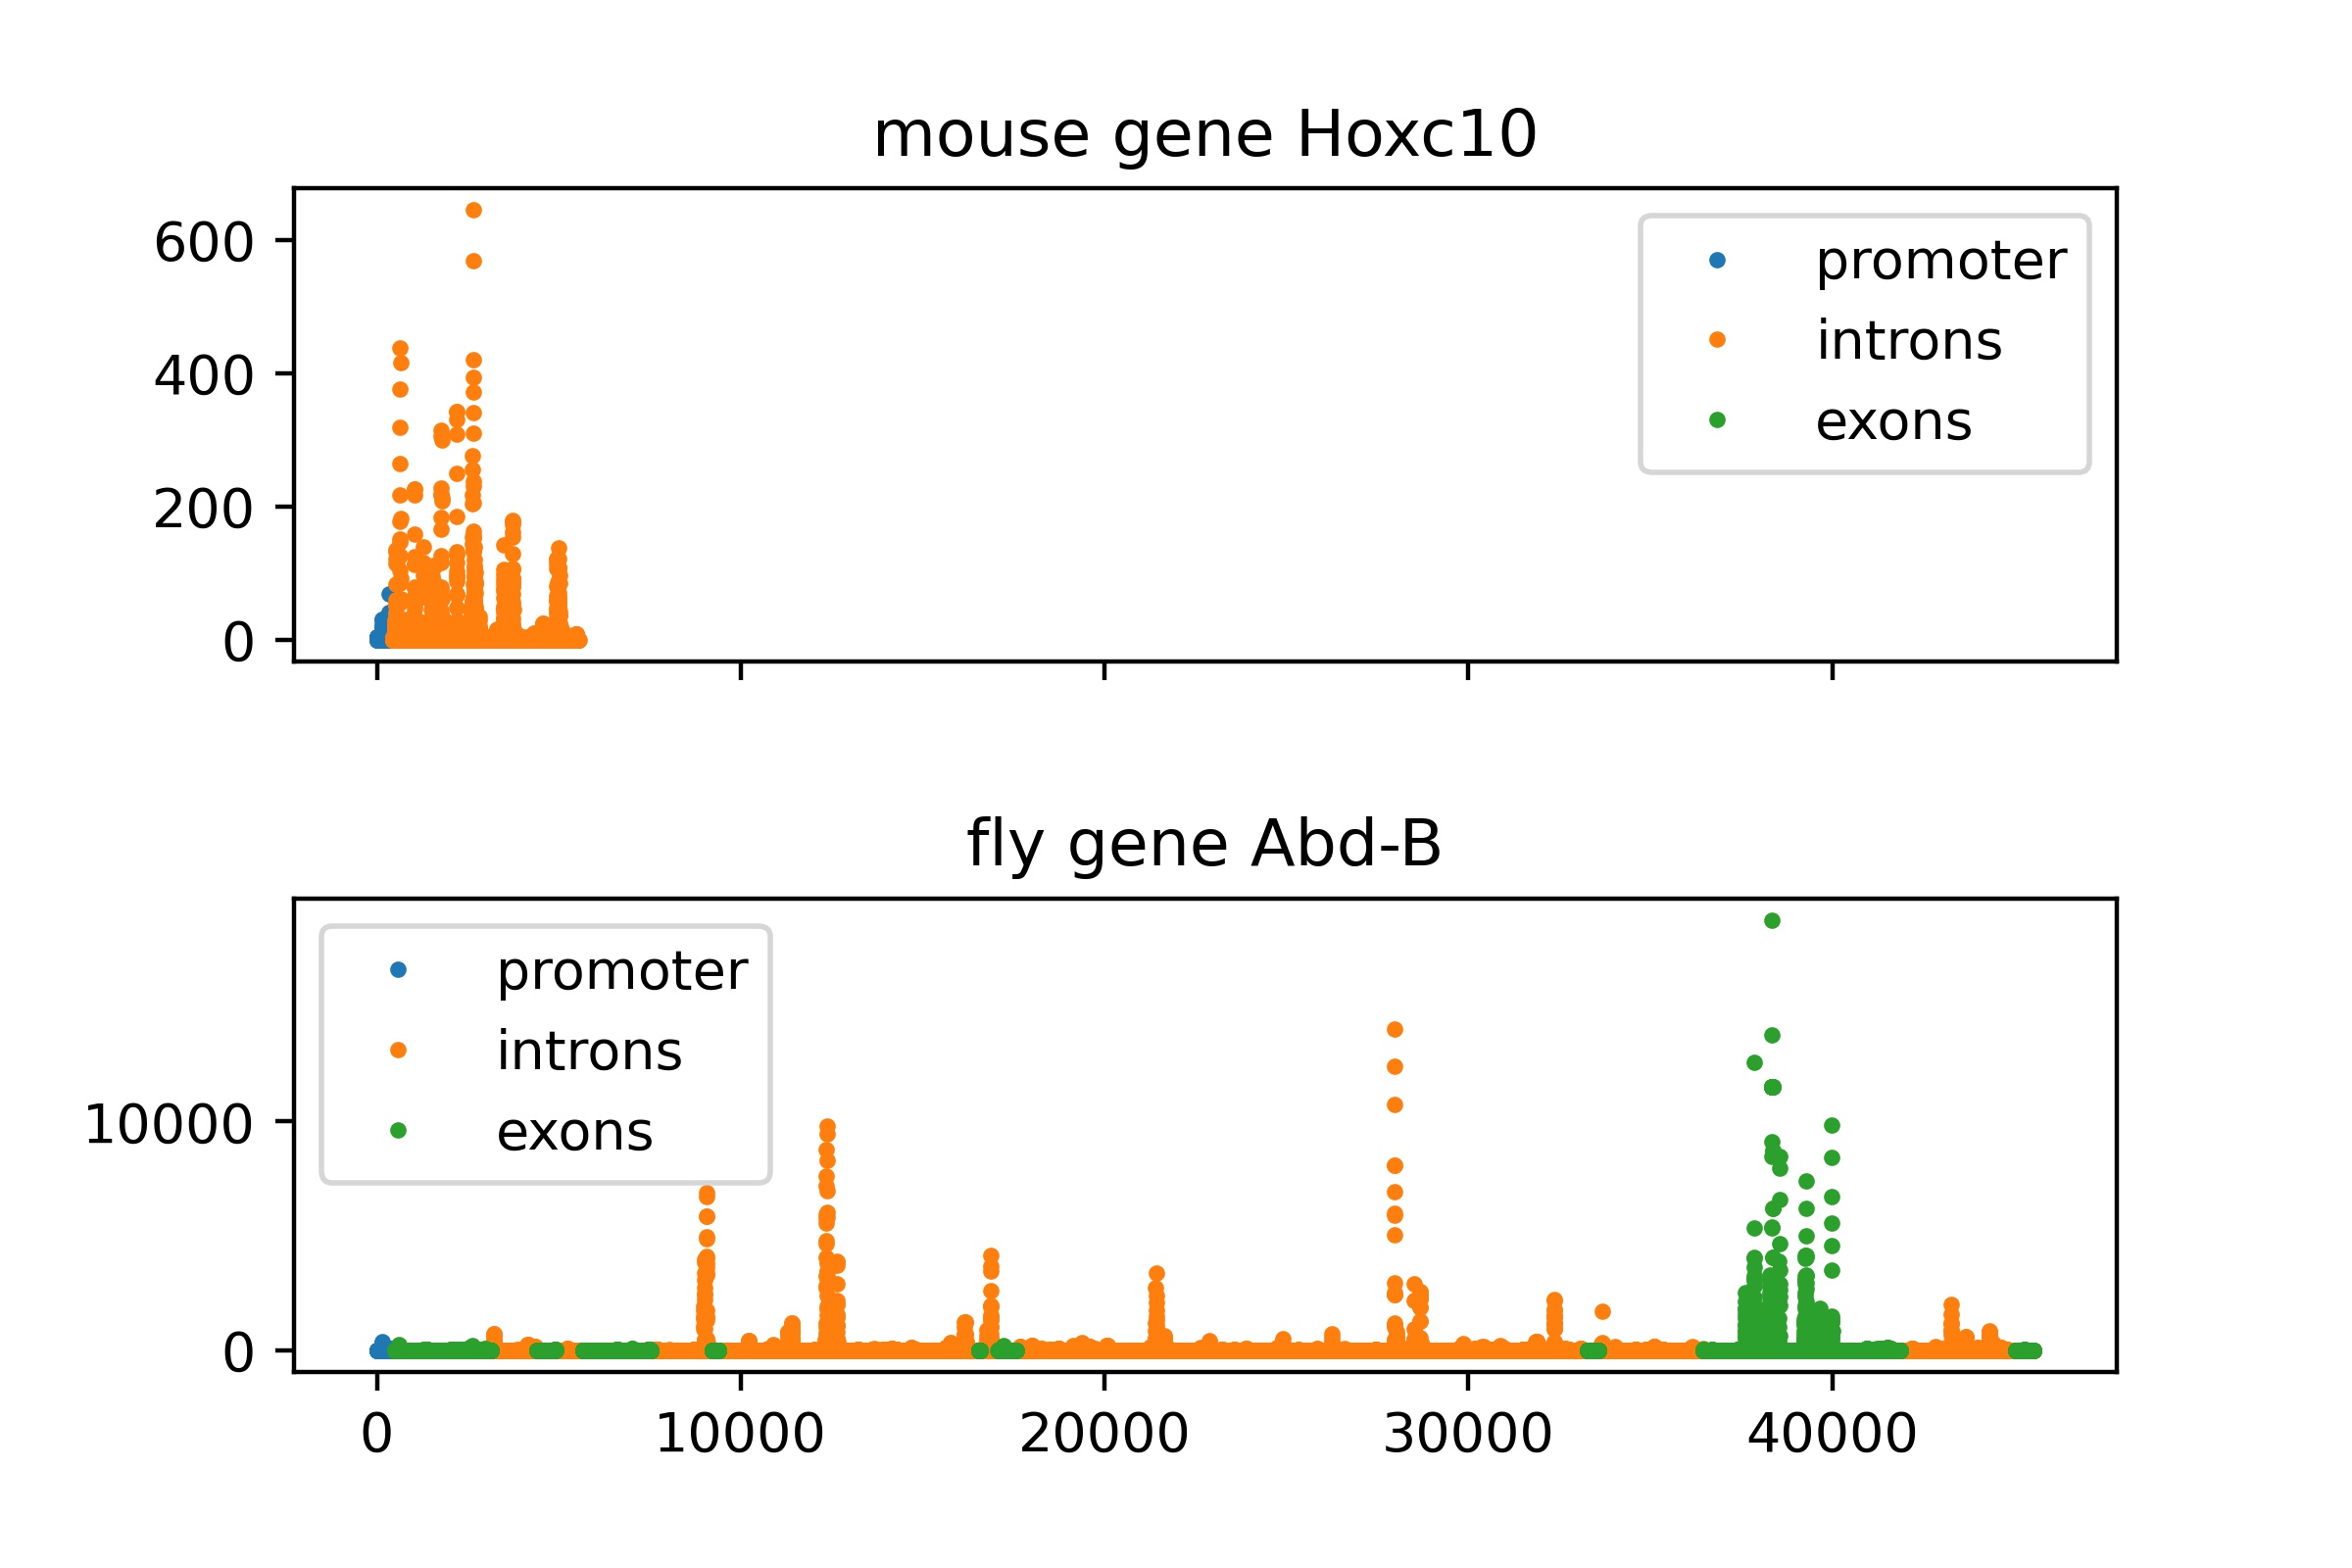 mouse gene Hoxc10
600
400
200
0
promoter
introns
exons
fly gene Abd-B
10000
0
promoter
introns
exons
0 10000 20000 30000 40000